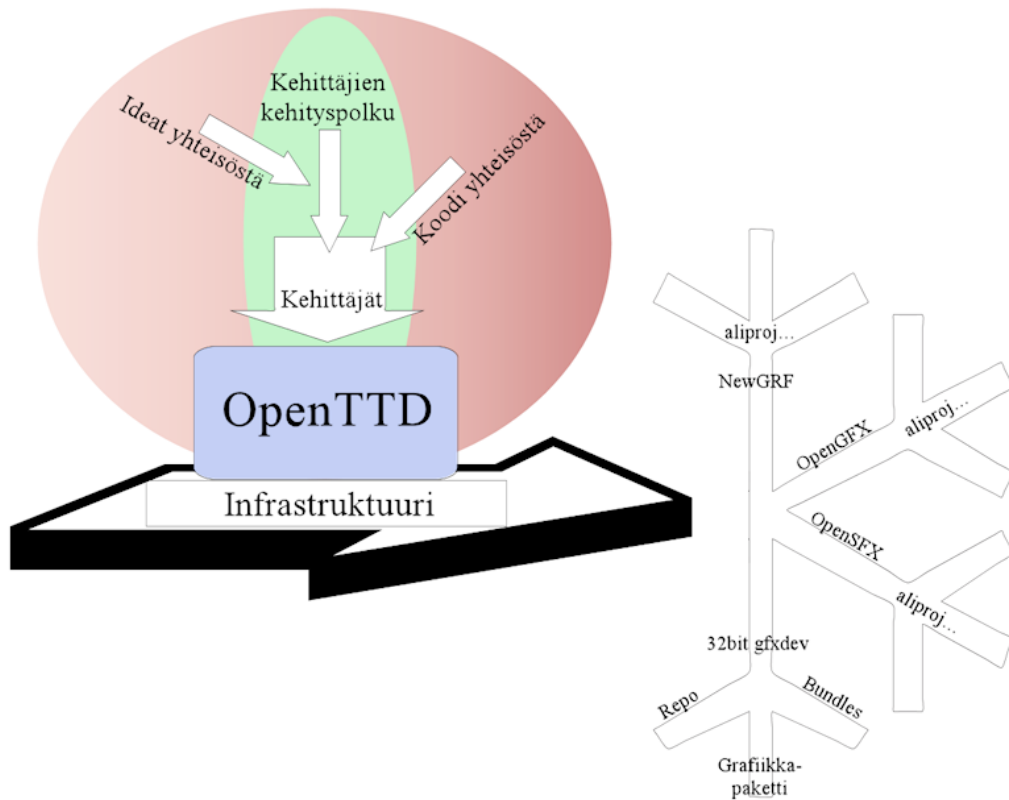 Kehittäjien
kehityspolku
Ideat yhteisöstä
Koodi yhteisöstä
Kehittäjät
OpenTTD
Infrastruktuuri
aliproj...
NewGRF
OpenGFX
aliproj...
OpenSFX
aliproj...
32bit gfxdev
Repo
Bundles
Grafiikka-
paketti